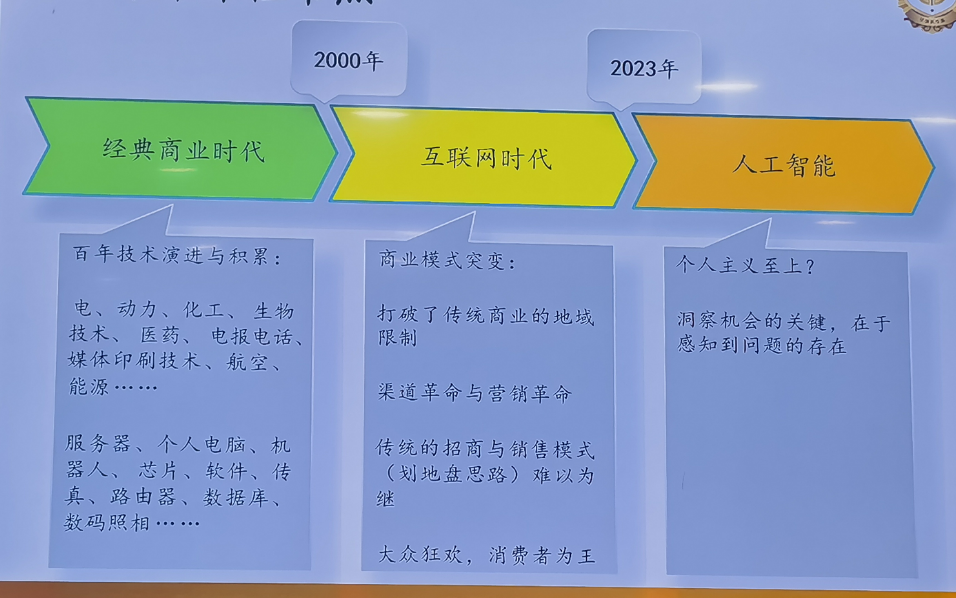 2000年
2023年
经典商业时代
互联网时代
人工智能
百年技术演进与积累：
电、动力、化工、生物
技术、医药、电报电话、
媒体印刷技术、航空、
能源……
服务器、个人电脑、机
器人、芯片、软件、传
真、路由器、数据库、
数码照相……
商业模式突变：
打破了传统商业的地域
限制
渠道革命与营销革命
传统的招商与销售模式
（划地盘思路）难以为
继
大众狂欢，消费者为王
个人主义至上？
洞察机会的关键，在于
感知到问题的存在